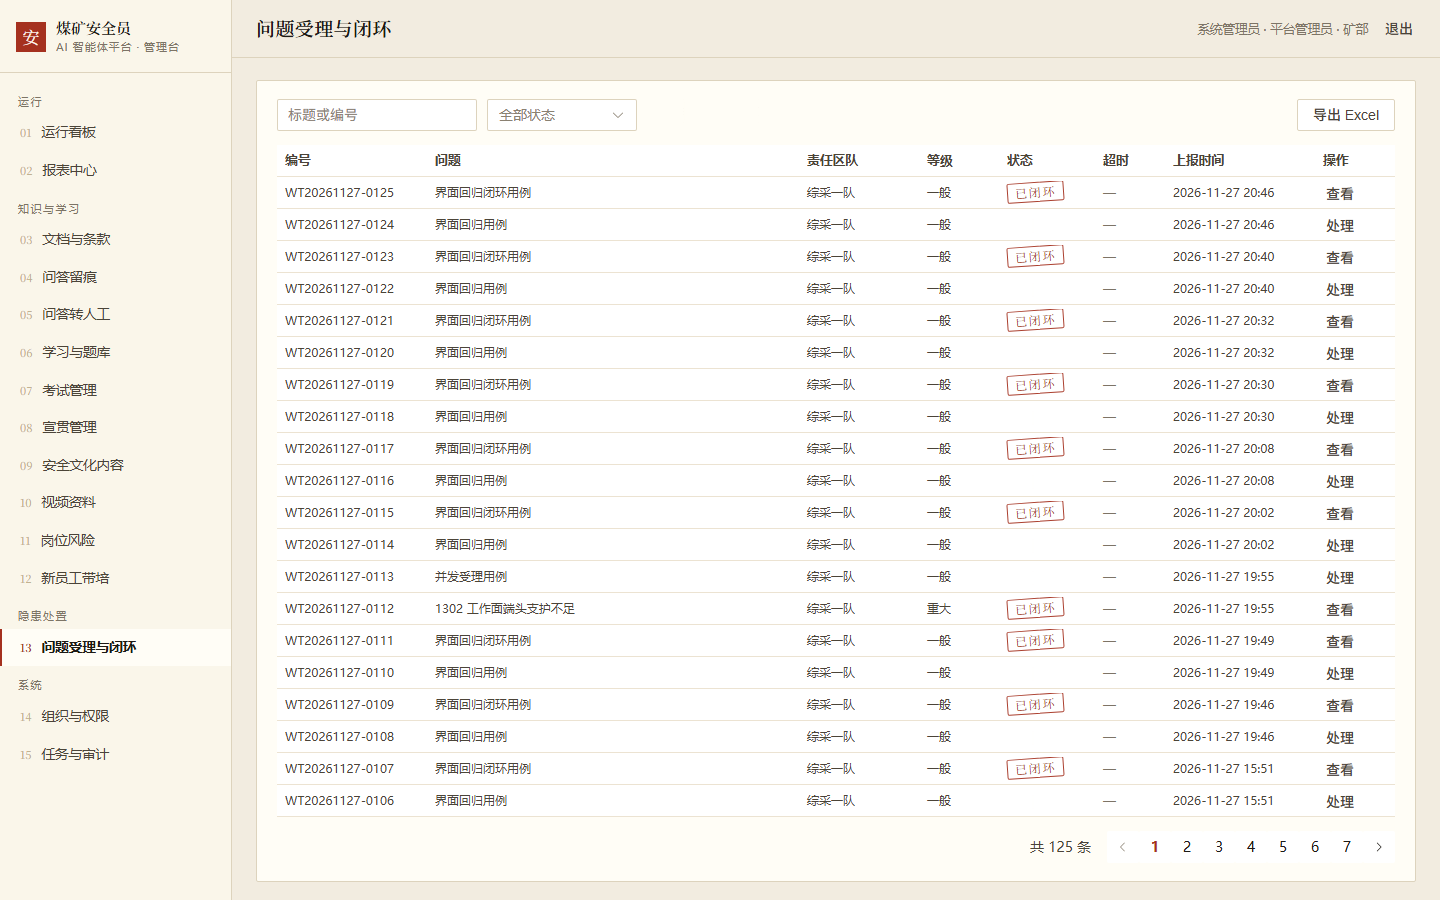 安
煤矿安全员
AI 智能体平台 · 管理台
运行
01 运行看板
02 报表中心
知识与学习
03 文档与条款
04 问答留痕
05 问答转人工
06 学习与题库
07 考试管理
08 宣贯管理
09 安全文化内容
10 视频资料
11 岗位风险
12 新员工带培
隐患处置
13 问题受理与闭环
系统
14 组织与权限
15 任务与审计
问题受理与闭环
系统管理员 · 平台管理员 · 矿部 退出
标题或编号 全部状态 导出 Excel
编号 问题 责任区队 等级 状态 超时 上报时间 操作
WT20261127-0125 界面回归闭环用例 综采一队 一般 已闭环 — 2026-11-27 20:46 查看
WT20261127-0124 界面回归用例 综采一队 一般 — 2026-11-27 20:46 处理
WT20261127-0123 界面回归闭环用例 综采一队 一般 已闭环 — 2026-11-27 20:40 查看
WT20261127-0122 界面回归用例 综采一队 一般 — 2026-11-27 20:40 处理
WT20261127-0121 界面回归闭环用例 综采一队 一般 已闭环 — 2026-11-27 20:32 查看
WT20261127-0120 界面回归用例 综采一队 一般 — 2026-11-27 20:32 处理
WT20261127-0119 界面回归闭环用例 综采一队 一般 已闭环 — 2026-11-27 20:30 查看
WT20261127-0118 界面回归用例 综采一队 一般 — 2026-11-27 20:30 处理
WT20261127-0117 界面回归闭环用例 综采一队 一般 已闭环 — 2026-11-27 20:08 查看
WT20261127-0116 界面回归用例 综采一队 一般 — 2026-11-27 20:08 处理
WT20261127-0115 界面回归闭环用例 综采一队 一般 已闭环 — 2026-11-27 20:02 查看
WT20261127-0114 界面回归用例 综采一队 一般 — 2026-11-27 20:02 处理
WT20261127-0113 并发受理用例 综采一队 一般 — 2026-11-27 19:55 处理
WT20261127-0112 1302 工作面端头支护不足 综采一队 重大 已闭环 — 2026-11-27 19:55 查看
WT20261127-0111 界面回归闭环用例 综采一队 一般 已闭环 — 2026-11-27 19:49 查看
WT20261127-0110 界面回归用例 综采一队 一般 — 2026-11-27 19:49 处理
WT20261127-0109 界面回归闭环用例 综采一队 一般 已闭环 — 2026-11-27 19:46 查看
WT20261127-0108 界面回归用例 综采一队 一般 — 2026-11-27 19:46 处理
WT20261127-0107 界面回归闭环用例 综采一队 一般 已闭环 — 2026-11-27 15:51 查看
WT20261127-0106 界面回归用例 综采一队 一般 — 2026-11-27 15:51 处理
共 125 条 1 2 3 4 5 6 7